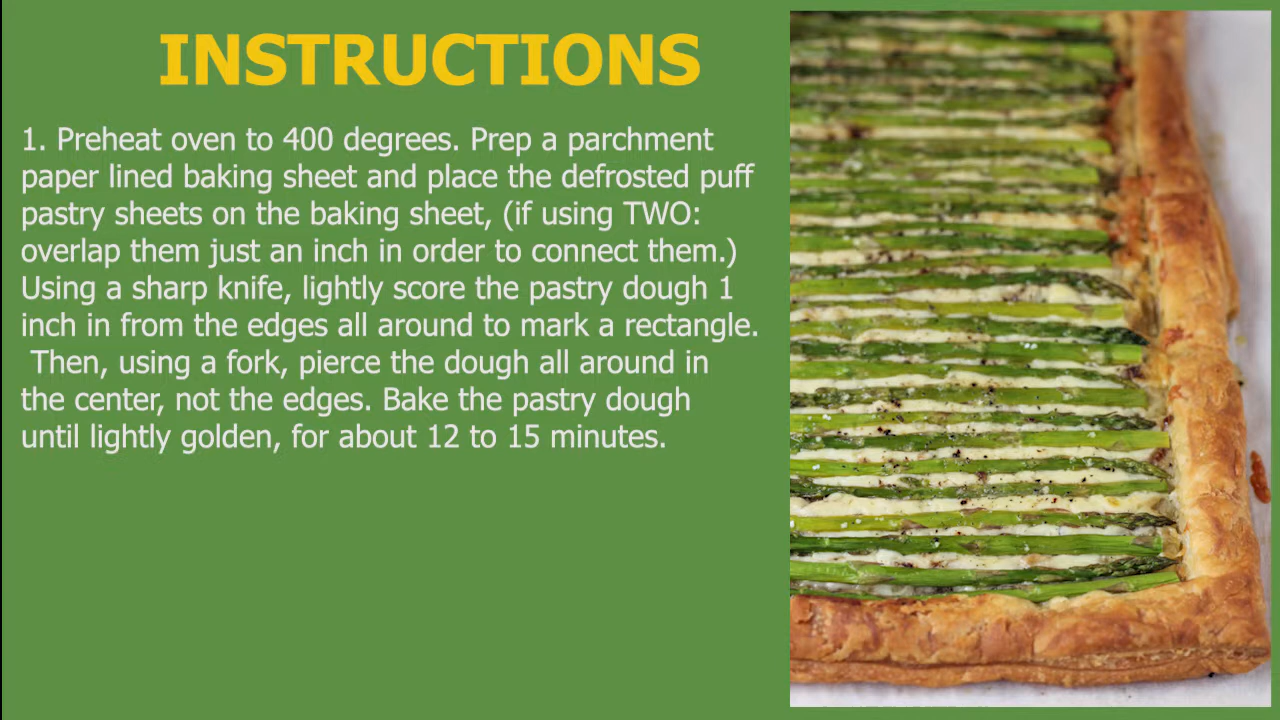 INSTRUCTIONS
1. Preheat oven to 400 degrees. Prep a parchment
paper lined baking sheet and place the defrosted puff
pastry sheets on the baking sheet, (if using TWO:
overlap them just an inch in order to connect them.)
Using a sharp knife, lightly score the pastry dough 1
inch in from the edges all around to mark a rectangle.
Then, using a fork, pierce the dough all around in
the center, not the edges. Bake the pastry dough
until lightly golden, for about 12 to 15 minutes.